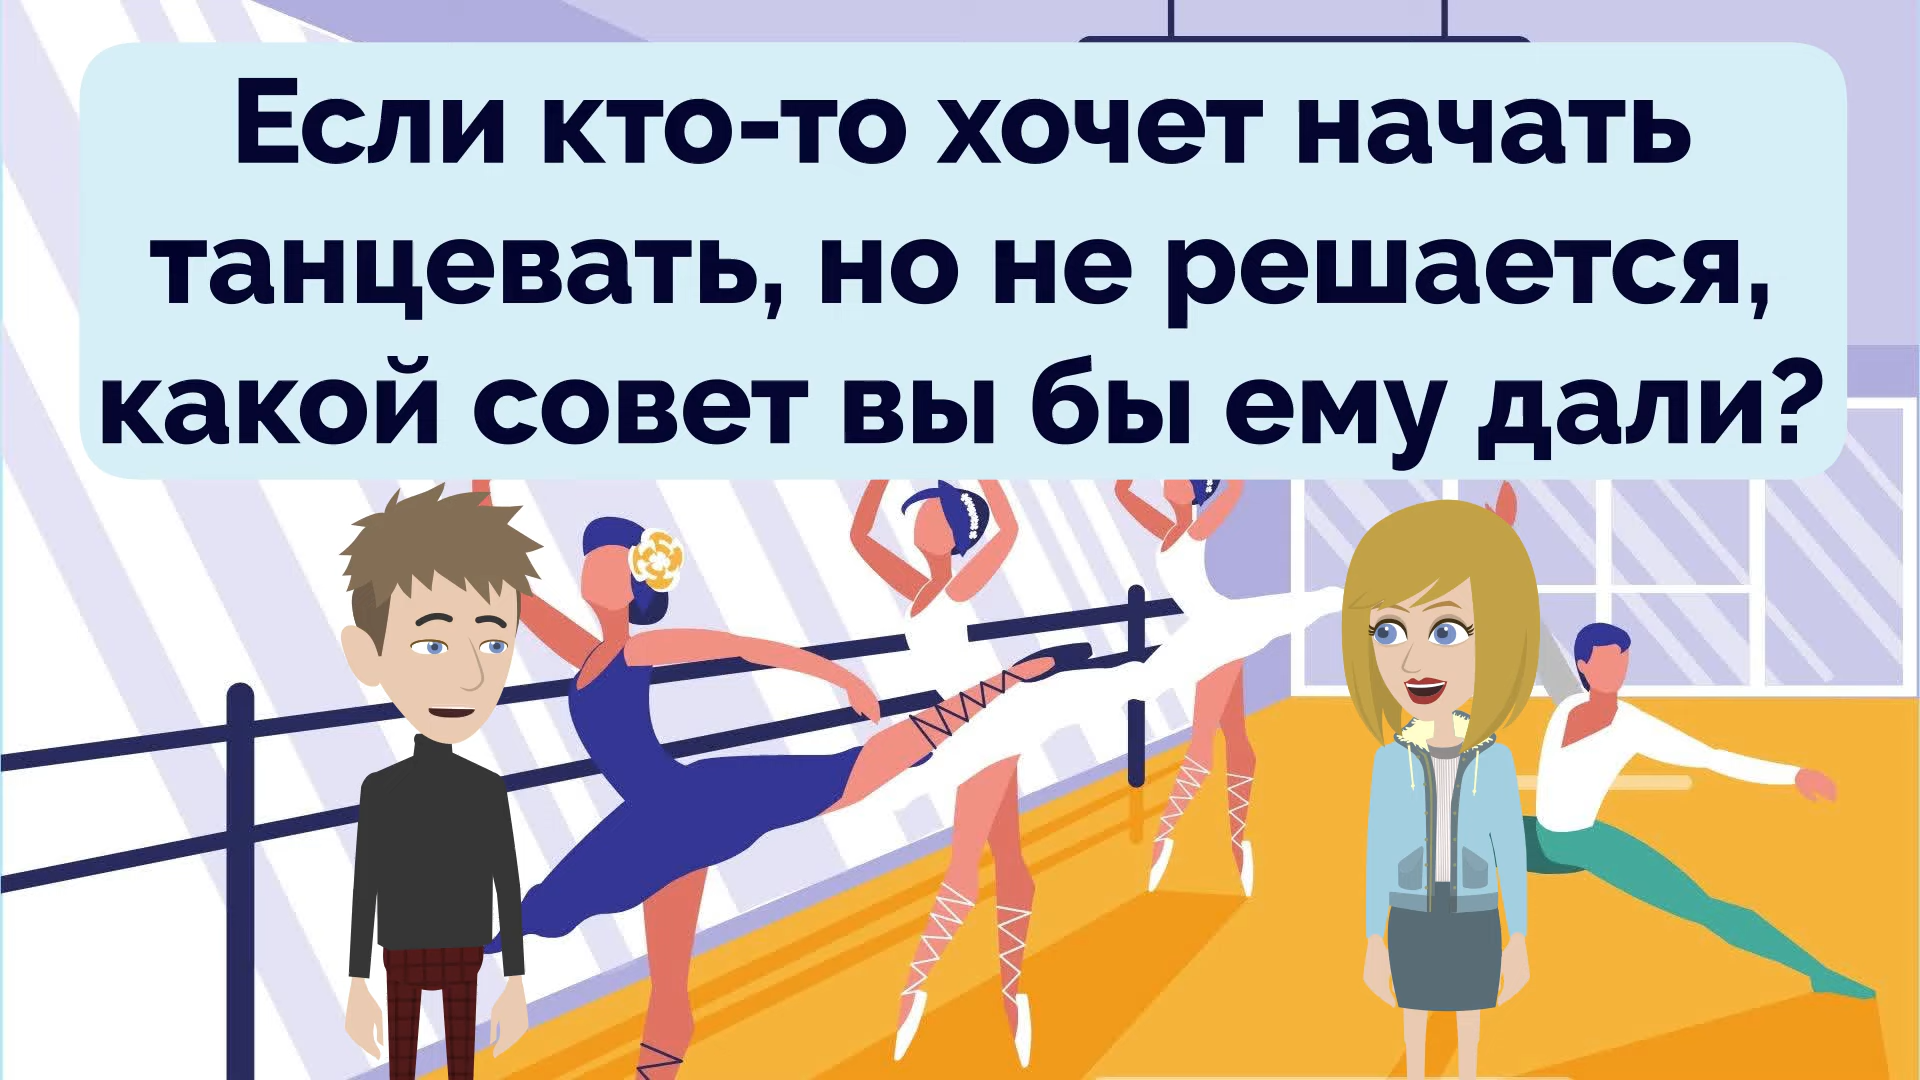 Если кто-то хочет начать
танцевать, но не решается,
какой совет вы бы ему дали?